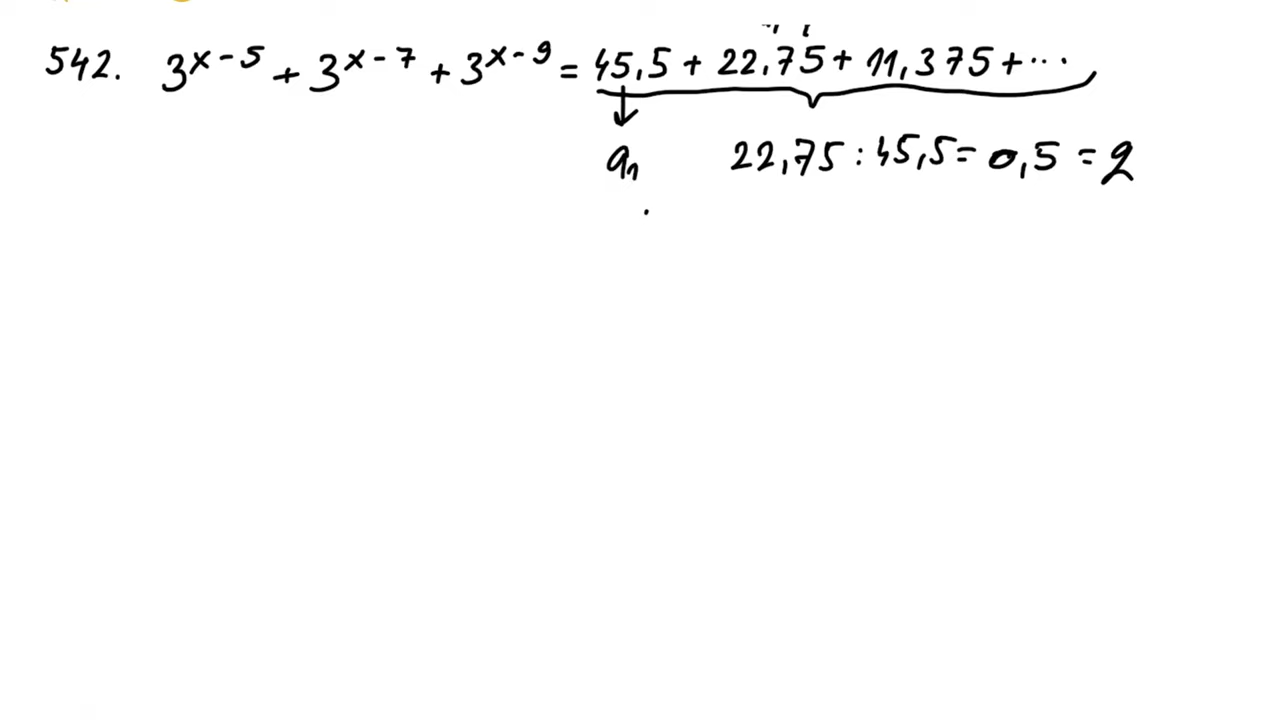 542. 3^{x-5} + 3^{x-7} + 3^{x-9} = 45,5 + 22,75 + 11,375 + ...
a₁ 22,75 : 45,5 = 0,5 = q